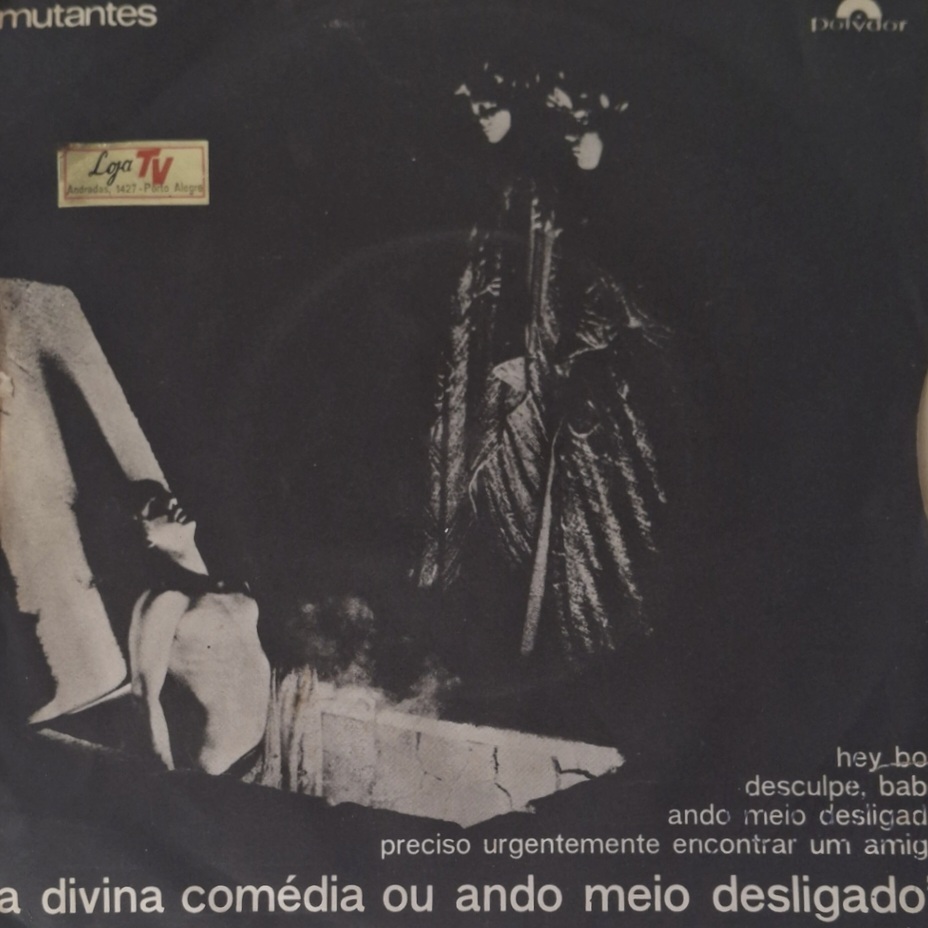 mutantes
polydor
Loja TV
Andradas, 1427-Porto Alegre
hey bo
desculpe, bab
ando meio desligad
preciso urgentemente encontrar um amig
a divina comédia ou ando meio desligado